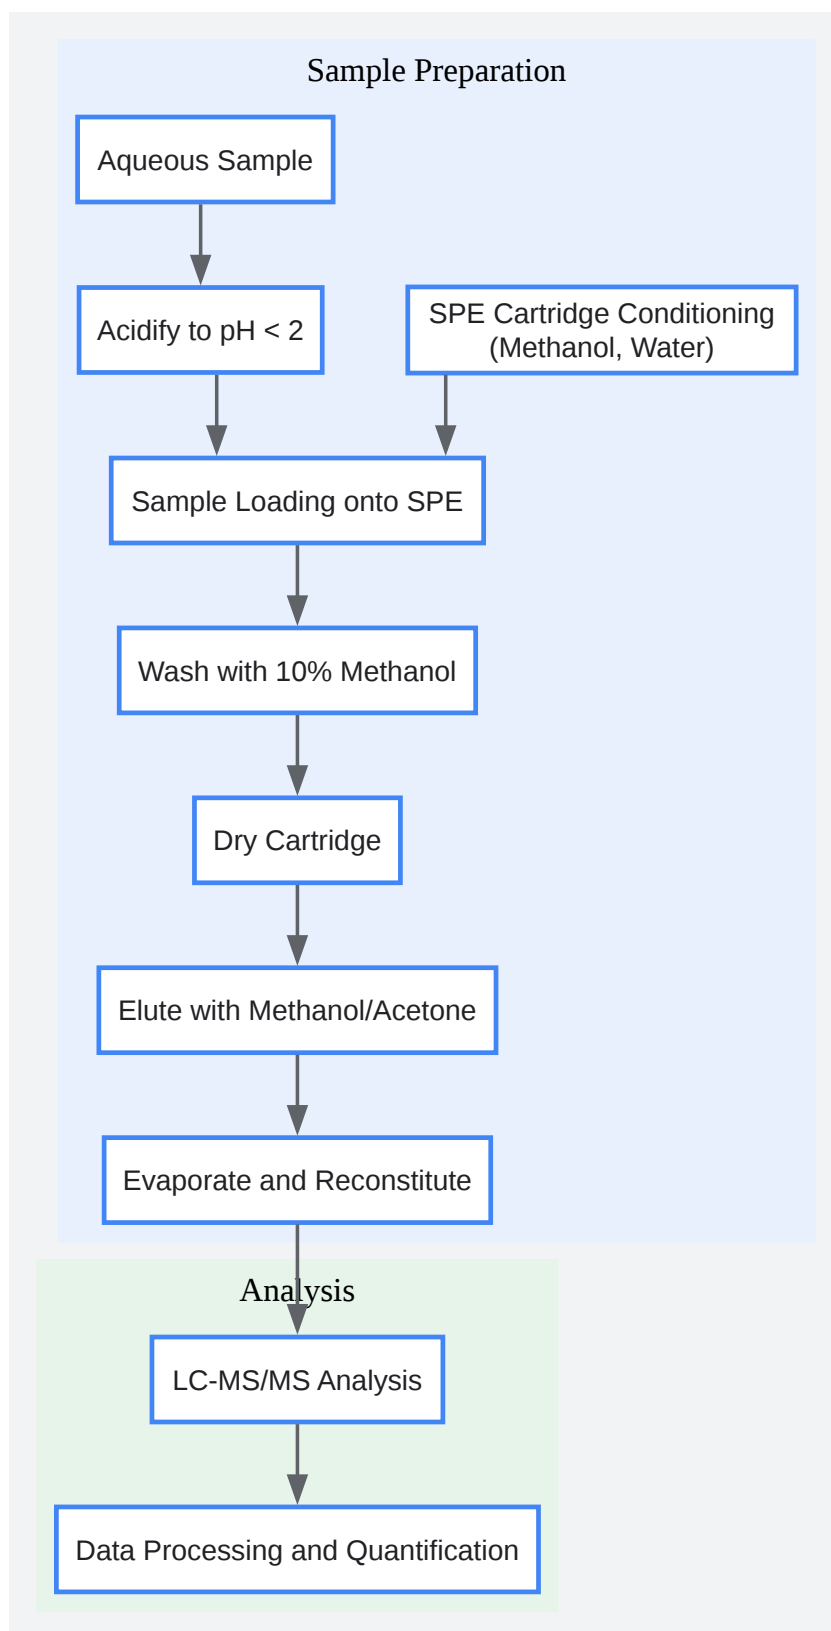 Sample Preparation
Aqueous Sample
Acidify to pH < 2
SPE Cartridge Conditioning
(Methanol, Water)
Sample Loading onto SPE
Wash with 10% Methanol
Dry Cartridge
Elute with Methanol/Acetone
Evaporate and Reconstitute
Analysis
LC-MS/MS Analysis
Data Processing and Quantification